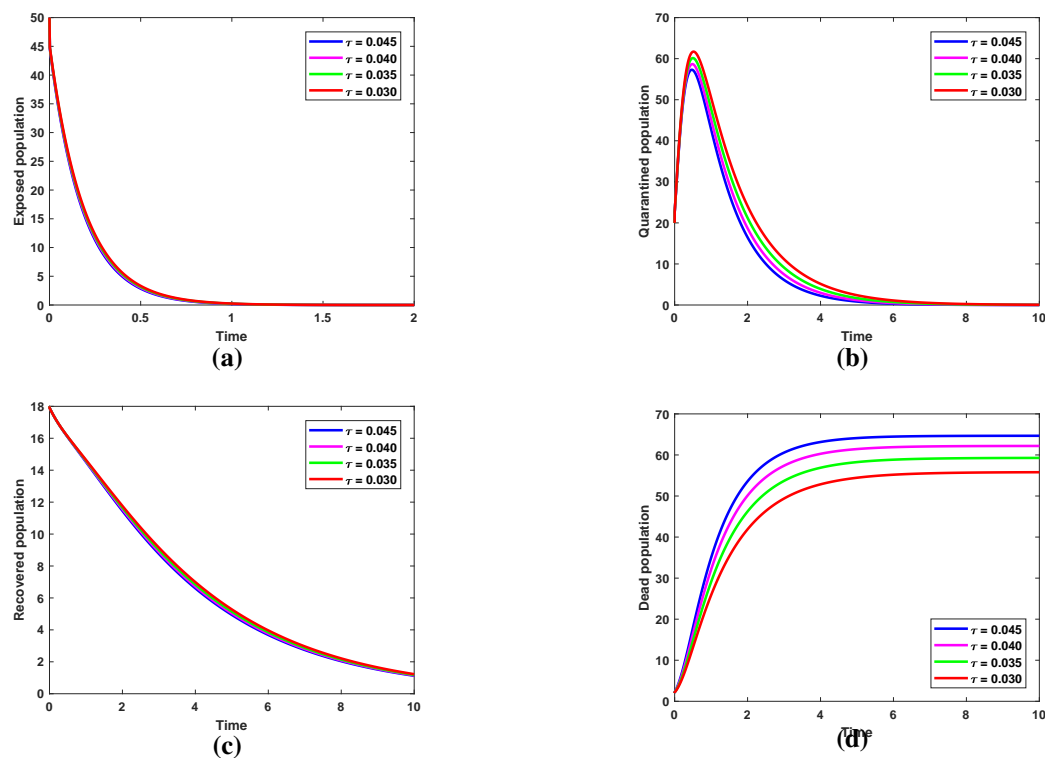 50
45
40
35
30
25
20
15
10
5
0
Exposed population
τ = 0.045
τ = 0.040
τ = 0.035
τ = 0.030
0 0.5 1 1.5 2
Time
(a)
70
60
50
40
30
20
10
0
Quarantined population
τ = 0.045
τ = 0.040
τ = 0.035
τ = 0.030
0 2 4 6 8 10
Time
(b)
18
16
14
12
10
8
6
4
2
0
Recovered population
τ = 0.045
τ = 0.040
τ = 0.035
τ = 0.030
0 2 4 6 8 10
Time
(c)
70
60
50
40
30
20
10
0
Dead population
τ = 0.045
τ = 0.040
τ = 0.035
τ = 0.030
0 2 4 6 8 10
Time
(d)